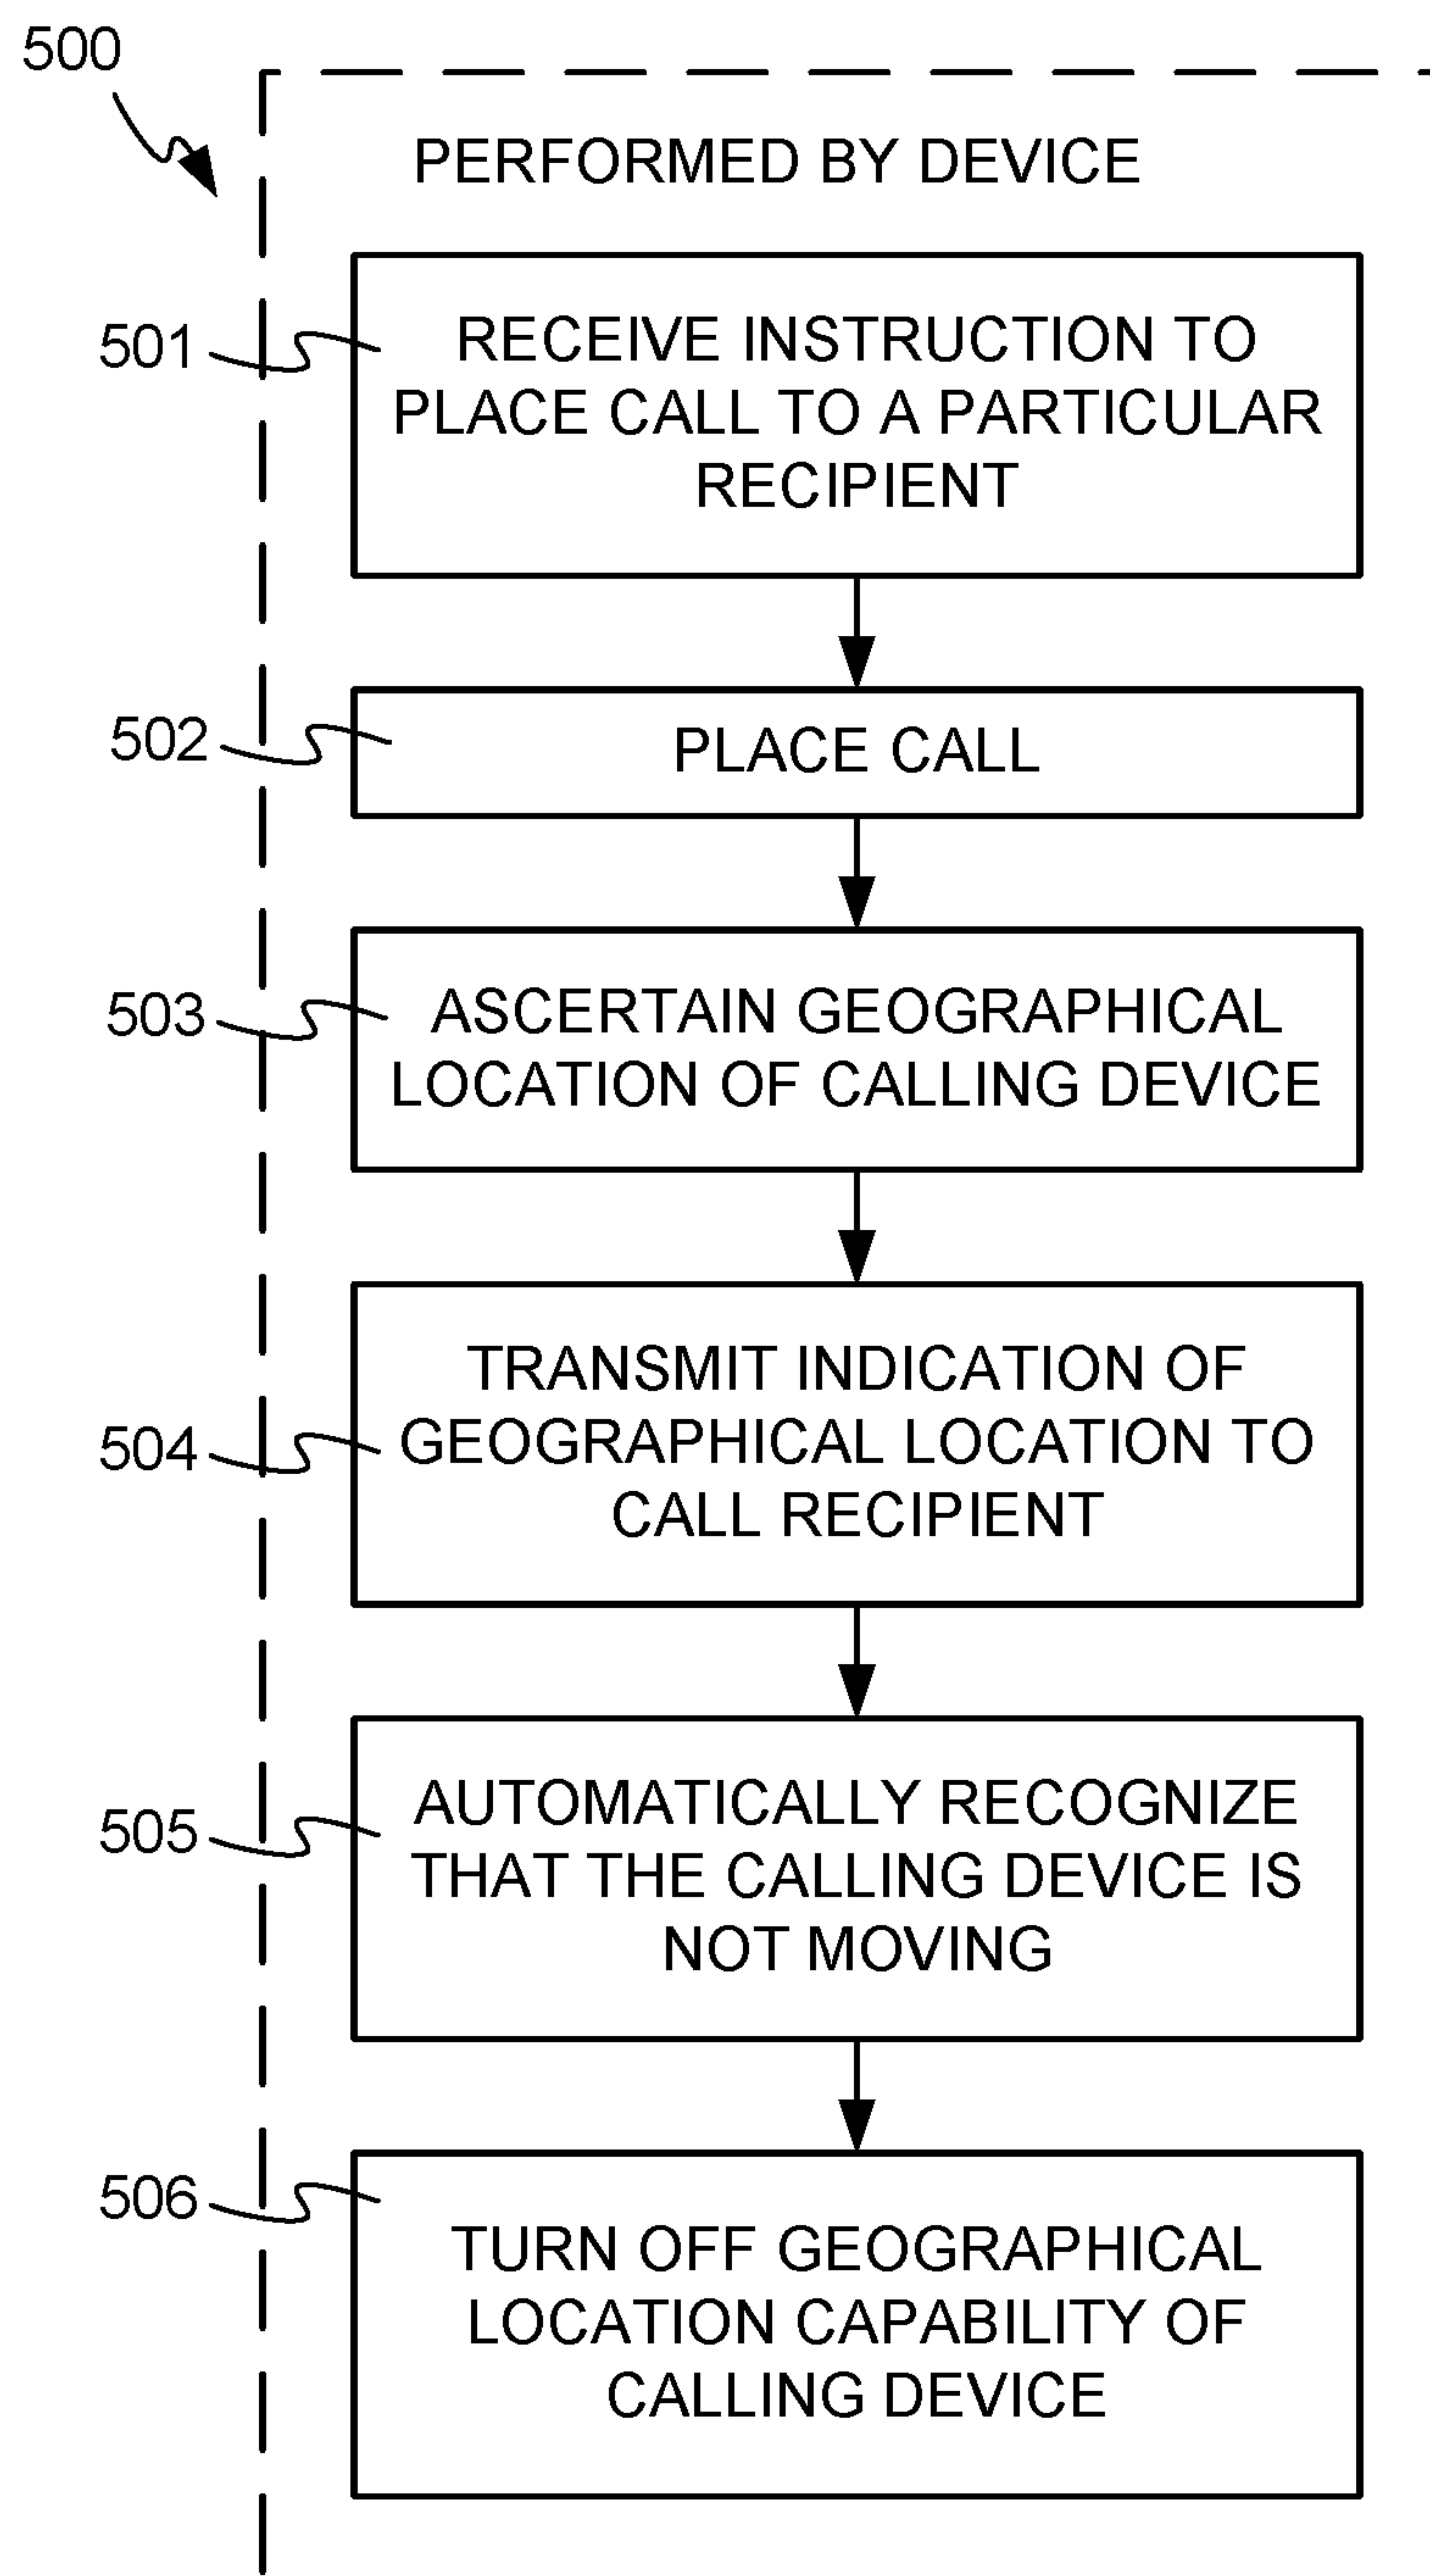 500
PERFORMED BY DEVICE
501
RECEIVE INSTRUCTION TO
PLACE CALL TO A PARTICULAR
RECIPIENT
502
PLACE CALL
503
ASCERTAIN GEOGRAPHICAL
LOCATION OF CALLING DEVICE
504
TRANSMIT INDICATION OF
GEOGRAPHICAL LOCATION TO
CALL RECIPIENT
505
AUTOMATICALLY RECOGNIZE
THAT THE CALLING DEVICE IS
NOT MOVING
506
TURN OFF GEOGRAPHICAL
LOCATION CAPABILITY OF
CALLING DEVICE